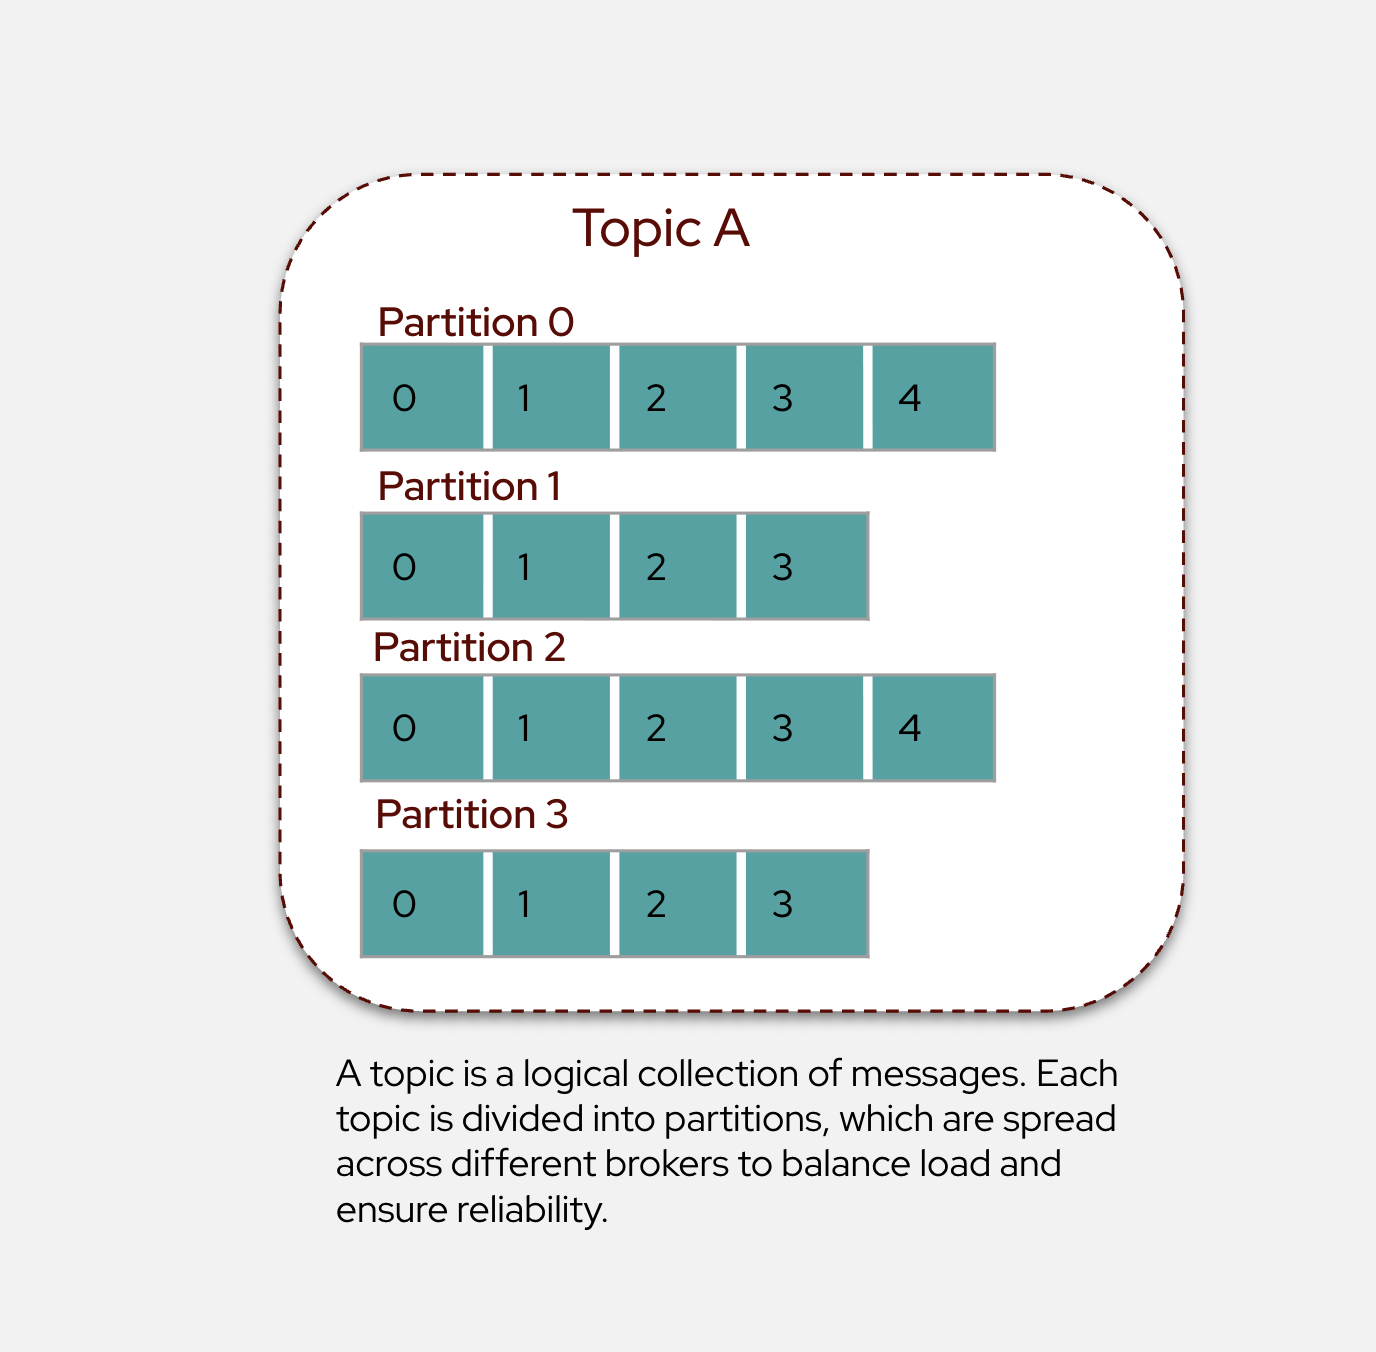 Topic A
Partition 0
0 1 2 3 4
Partition 1
0 1 2 3
Partition 2
0 1 2 3 4
Partition 3
0 1 2 3
A topic is a logical collection of messages. Each
topic is divided into partitions, which are spread
across different brokers to balance load and
ensure reliability.